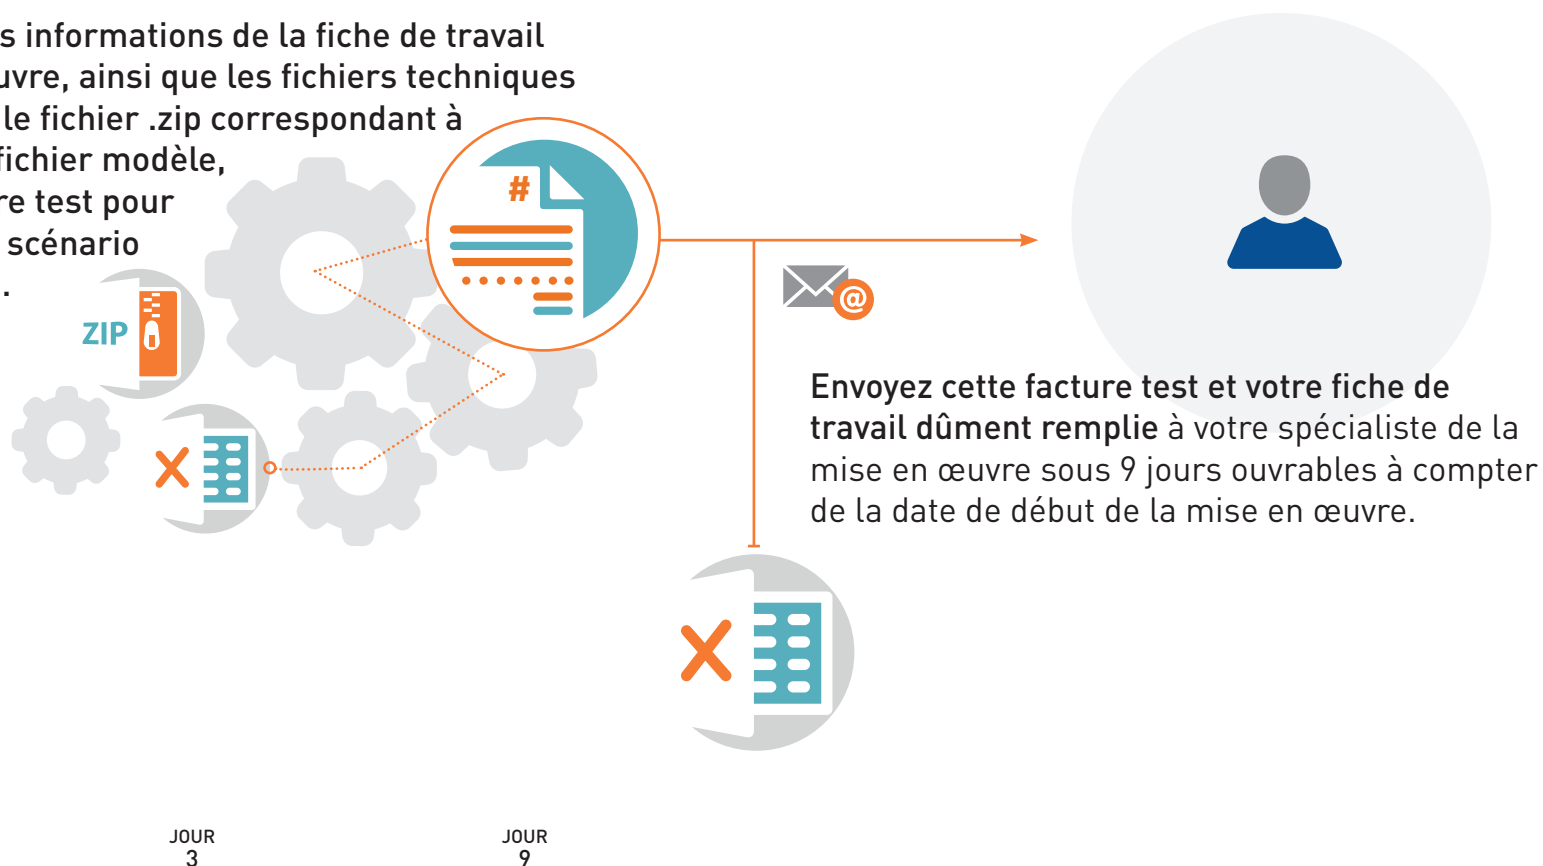 s informations de la fiche de travail
uvre, ainsi que les fichiers techniques
le fichier .zip correspondant à
fichier modèle,
re test pour
scénario
.
#
ZIP
@
Envoyez cette facture test et votre fiche de
travail dûment remplie à votre spécialiste de la
mise en œuvre sous 9 jours ouvrables à compter
de la date de début de la mise en œuvre.
JOUR
3
JOUR
9